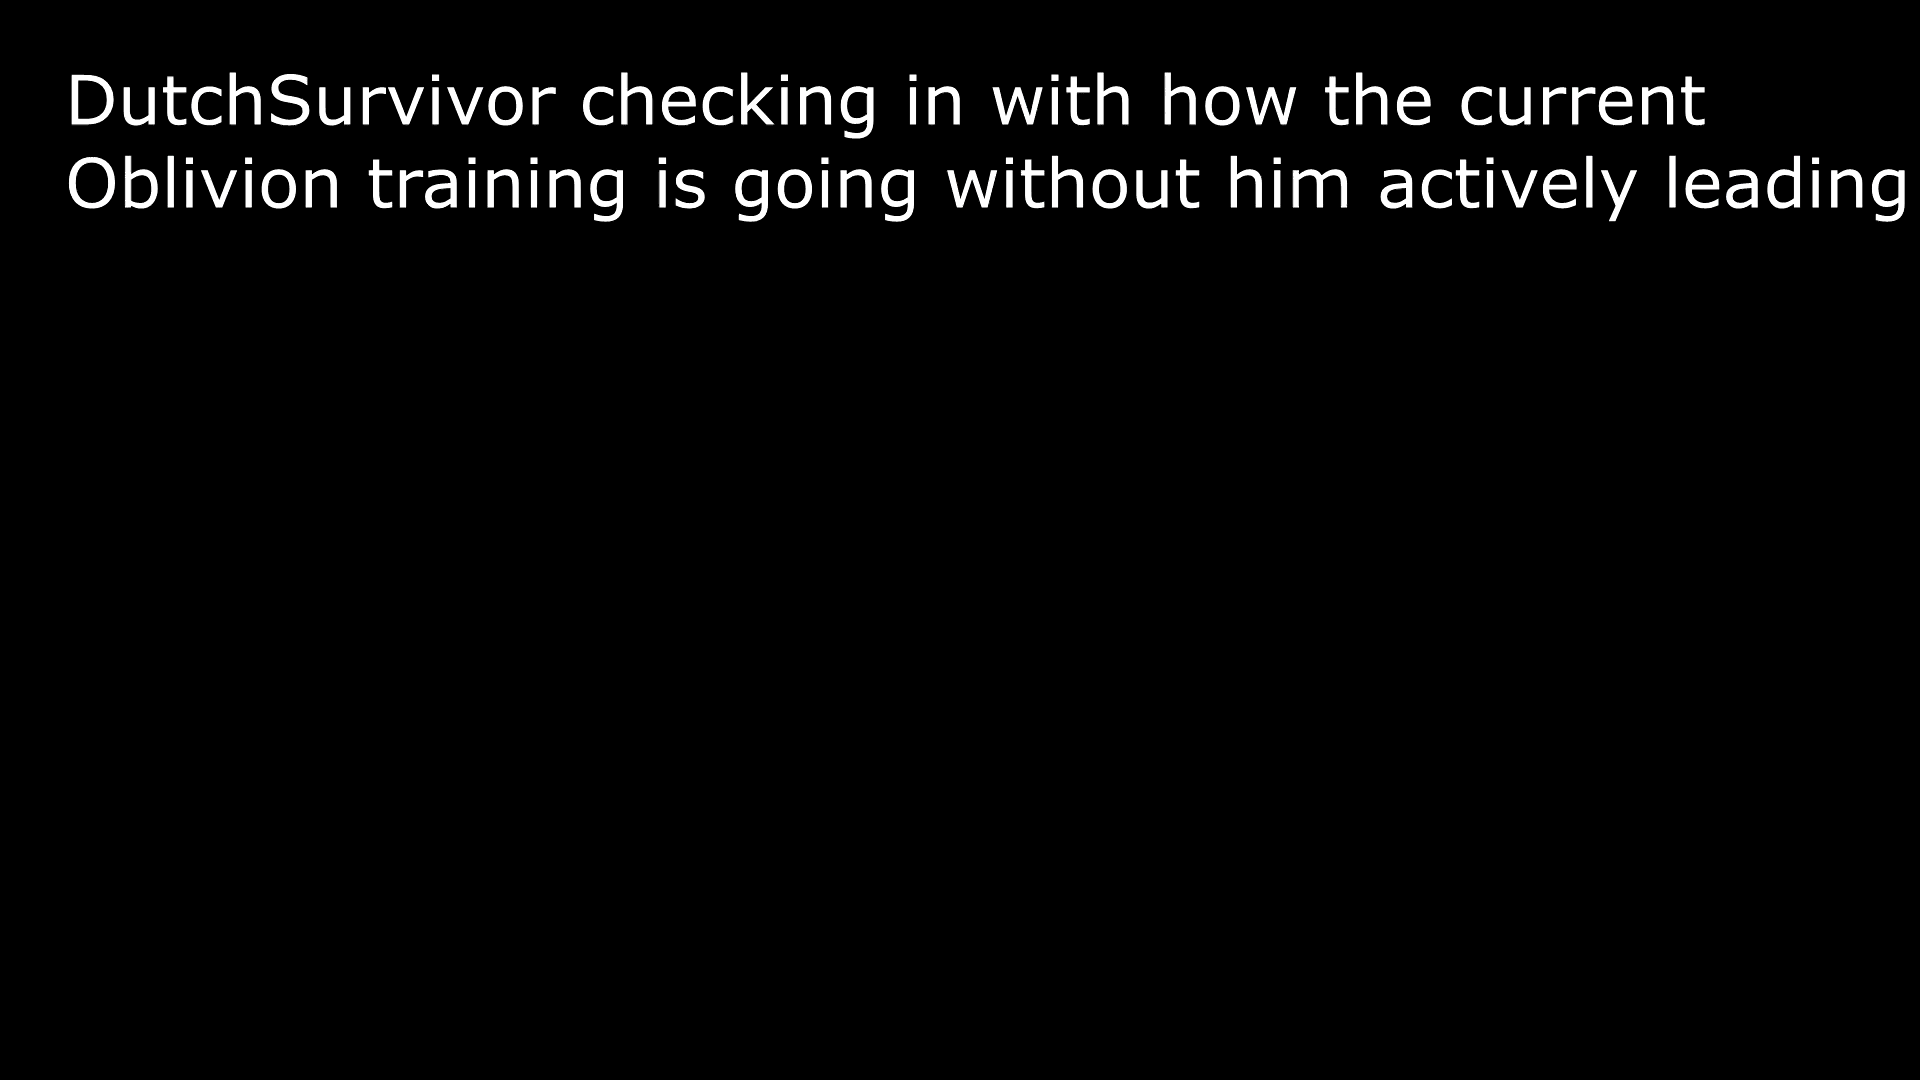 DutchSurvivor checking in with how the current
Oblivion training is going without him actively leading